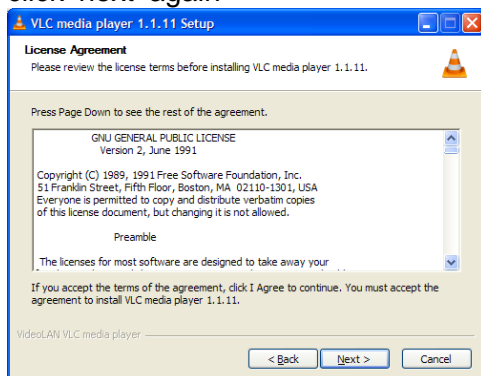 click next again
VLC media player 1.1.11 Setup
License Agreement
Please review the license terms before installing VLC media player 1.1.11.
Press Page Down to see the rest of the agreement.
GNU GENERAL PUBLIC LICENSE
Version 2, June 1991
Copyright (C) 1989, 1991 Free Software Foundation, Inc.
51 Franklin Street, Fifth Floor, Boston, MA 02110-1301, USA
Everyone is permitted to copy and distribute verbatim copies
of this license document, but changing it is not allowed.
Preamble
The licenses for most software are designed to take away your
If you accept the terms of the agreement, click I Agree to continue. You must accept the
agreement to install VLC media player 1.1.11.
VideoLAN VLC media player
< Back Next > Cancel